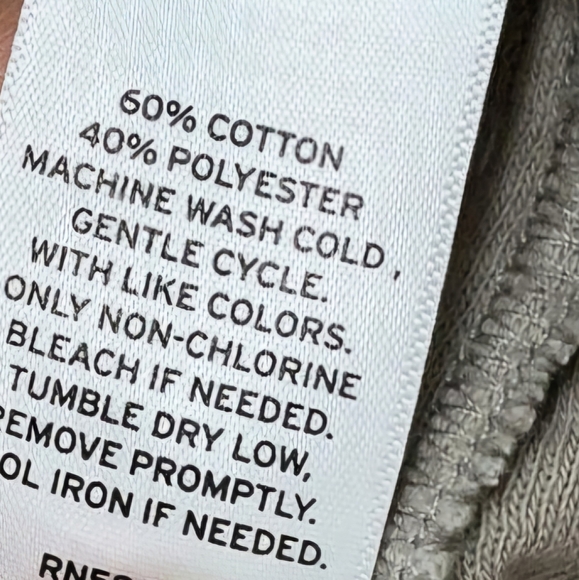 60% COTTON
40% POLYESTER
MACHINE WASH COLD,
GENTLE CYCLE.
WITH LIKE COLORS.
ONLY NON-CHLORINE
BLEACH IF NEEDED.
TUMBLE DRY LOW,
REMOVE PROMPTLY.
OL IRON IF NEEDED.